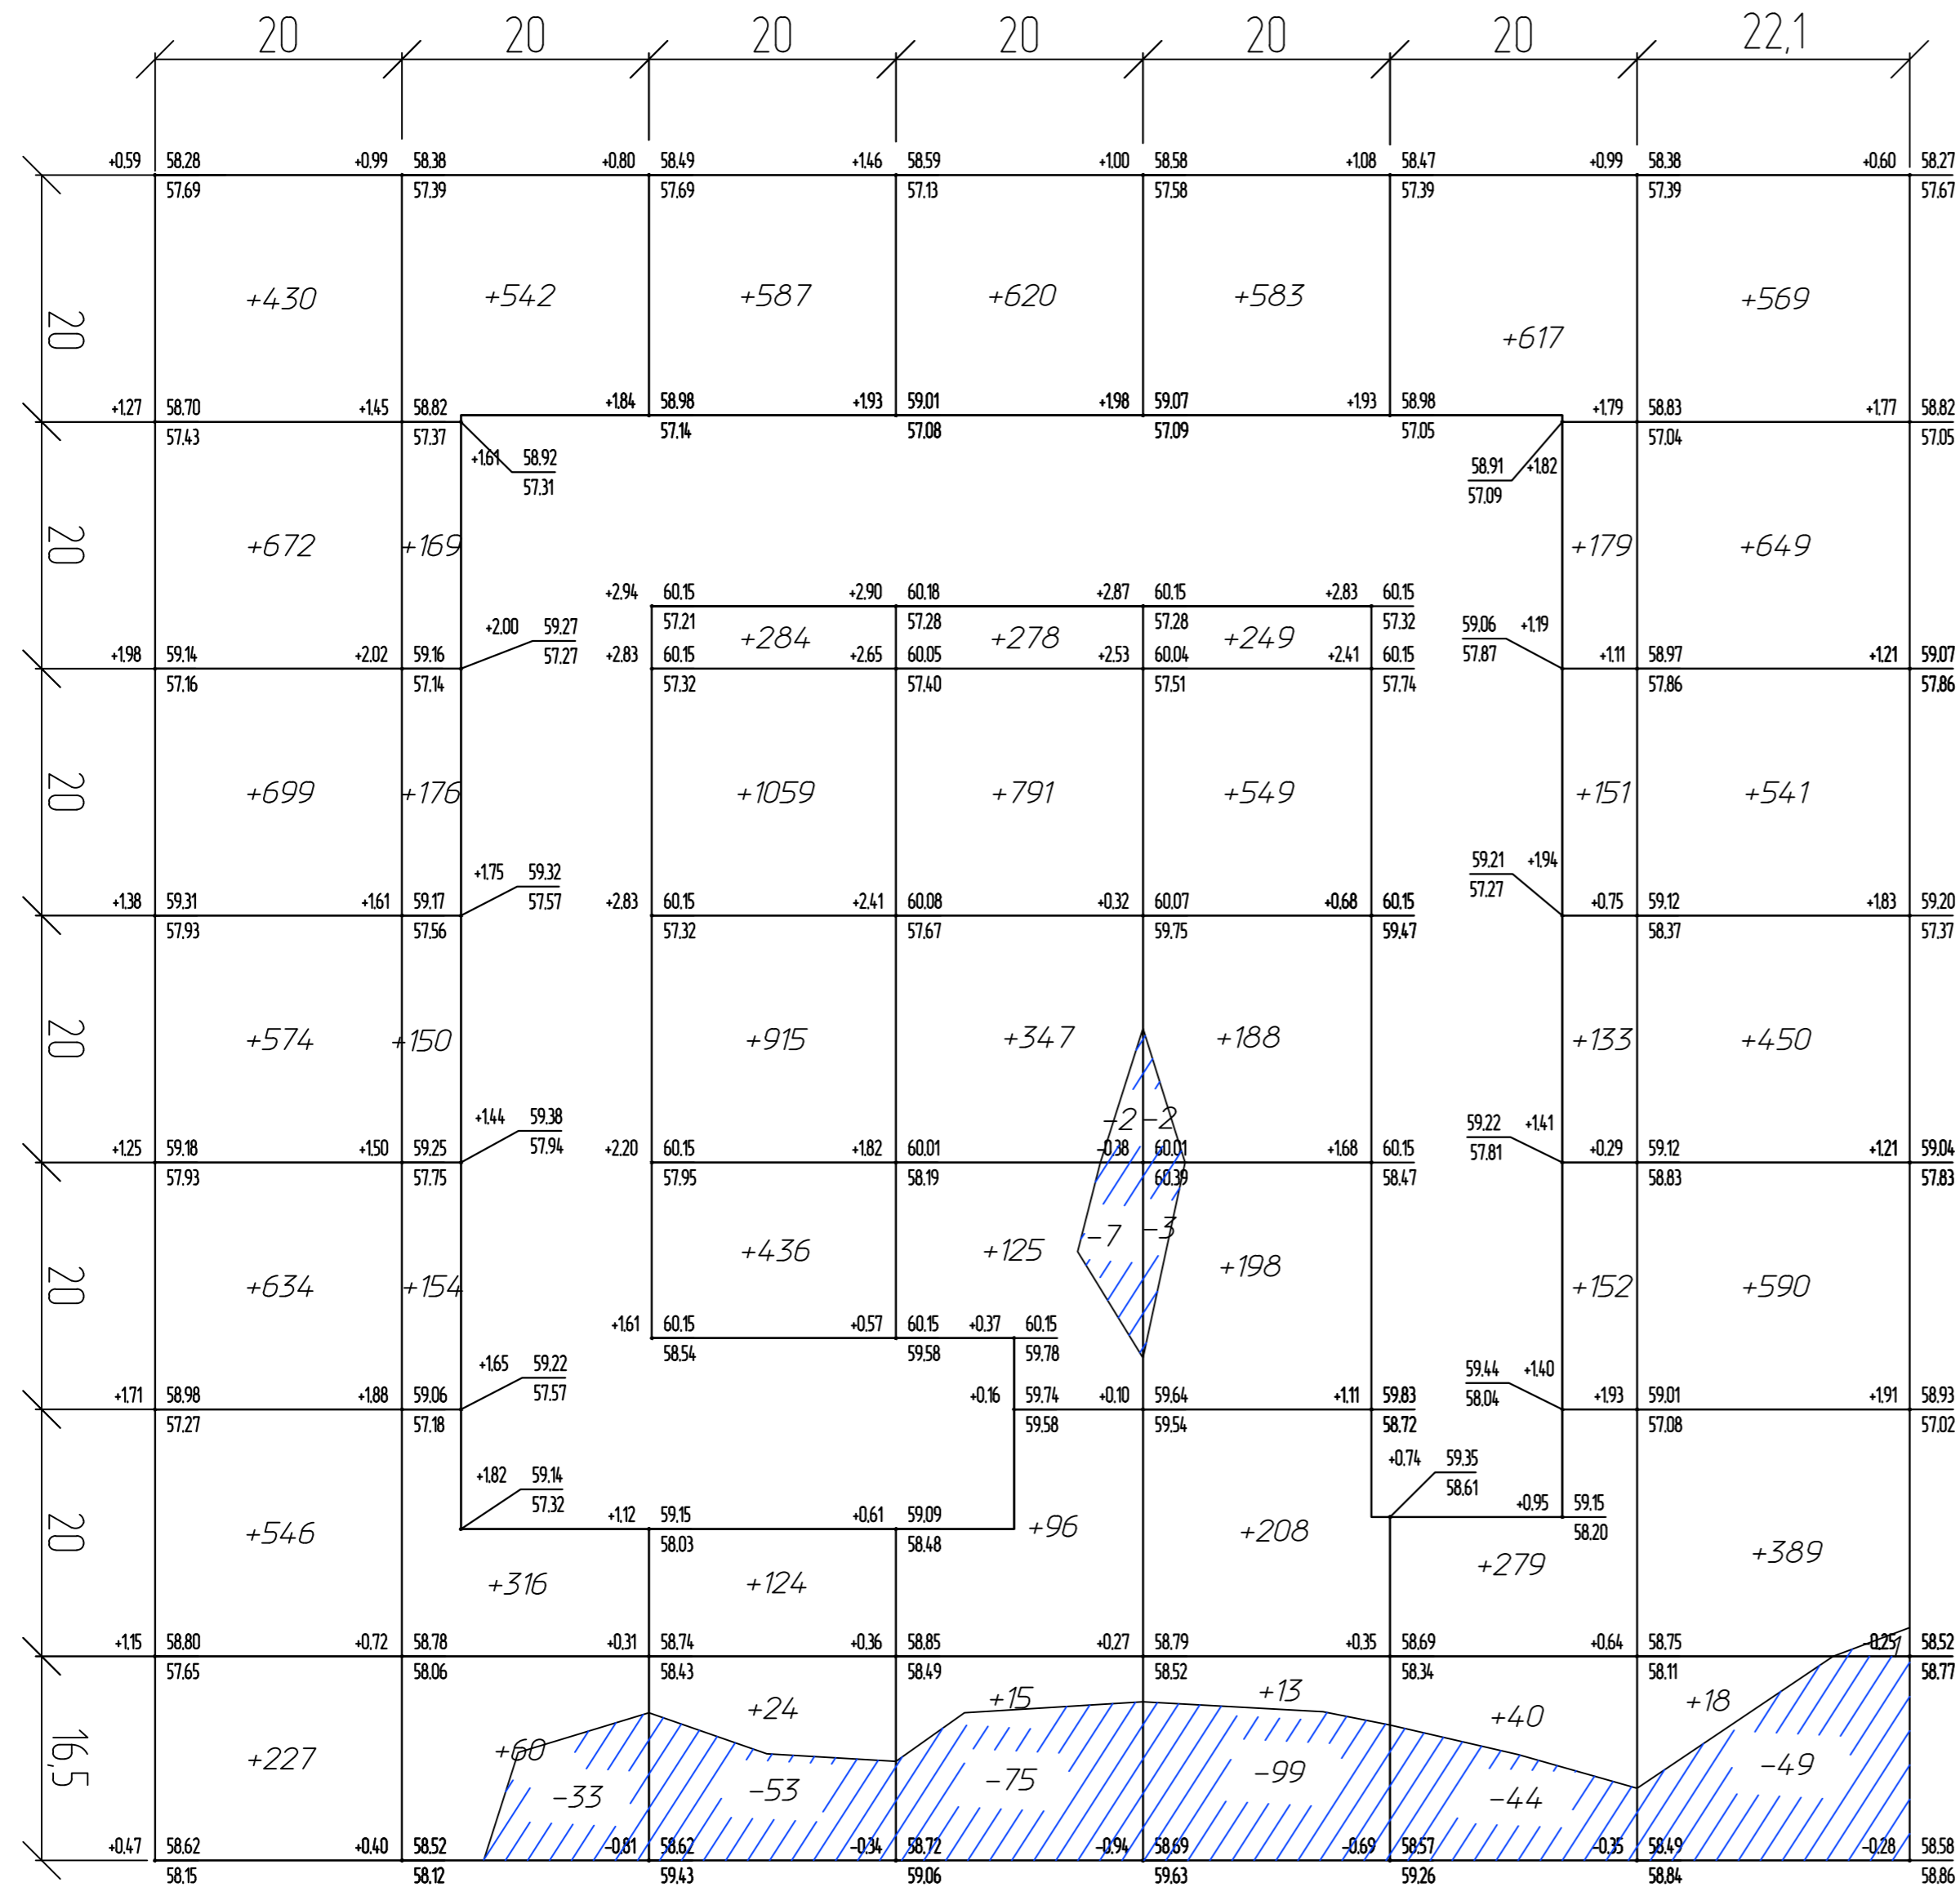 20 20 20 20 20 20 22,1
+0.59 58.28 +0.99 58.38 +0.80 58.49 +1.46 58.59 +1.00 58.58 +1.08 58.47 +0.99 58.38 +0.60 58.27
57.69 57.39 57.69 57.13 57.58 57.39 57.39 57.67
20 +430 +542 +587 +620 +583 +617 +569
+1.27 58.70 +1.45 58.82 +1.84 58.98 +1.93 59.01 +1.98 59.07 +1.93 58.98 +1.79 58.83 +1.77 58.82
57.43 57.37 57.14 57.08 57.09 57.05 57.04 57.05
+1.61 58.92 58.91 +1.82
57.31 57.09
20 +672 +169 +179 +649
+2.94 60.15 +2.90 60.18 +2.87 60.15 +2.83 60.15
57.21 57.28 57.28 57.32
+284 +278 +249
+2.00 59.27 59.06 +1.19
57.27 57.87
+1.98 59.14 +2.02 59.16 +2.83 60.15 +2.65 60.05 +2.53 60.04 +2.41 60.15 +1.11 58.97 +1.21 59.07
57.16 57.14 57.32 57.40 57.51 57.74 57.86 57.86
20 +699 +176 +1059 +791 +549 +151 +541
+1.75 59.32 59.21 +1.94
57.57 57.27
+1.38 59.31 +1.61 59.17 +2.83 60.15 +2.41 60.08 +0.32 60.07 +0.68 60.15 +0.75 59.12 +1.83 59.20
57.93 57.56 57.32 57.67 59.75 59.47 58.37 57.37
20 +574 +150 +915 +347 +188 +133 +450
-2 -2
+1.44 59.38 59.22 +1.41
57.94 57.81
+1.25 59.18 +1.50 59.25 +2.20 60.15 +1.82 60.01 -0.38 60.01 +1.68 60.15 +0.29 59.12 +1.21 59.04
57.93 57.75 57.95 58.19 60.39 58.47 58.83 57.83
-7 -3
20 +634 +154 +436 +125 +198 +152 +590
+1.61 60.15 +0.57 60.15 +0.37 60.15
58.54 59.58 59.78
+1.65 59.22 59.44 +1.40
57.57 58.04
+1.71 58.98 +1.88 59.06 +0.16 59.74 +0.10 59.64 +1.11 59.83 +1.93 59.01 +1.91 58.93
57.27 57.18 59.58 59.54 58.72 57.08 57.02
+1.82 59.14 +0.74 59.35
57.32 58.61
+1.12 59.15 +0.61 59.09 +0.95 59.15
58.03 58.48 58.20
20 +546 +316 +124 +96 +208 +279 +389
+1.15 58.80 +0.72 58.78 +0.31 58.74 +0.36 58.85 +0.27 58.79 +0.35 58.69 +0.64 58.75 -0.25 -1 58.52
57.65 58.06 58.43 58.49 58.52 58.34 58.11 58.77
16,5 +227 +60 +24 +15 +13 +40 +18
-33 -53 -75 -99 -44 -49
+0.47 58.62 +0.40 58.52 -0.81 58.62 -0.34 58.72 -0.94 58.69 -0.69 58.57 -0.35 58.49 -0.28 58.58
58.15 58.12 59.43 59.06 59.63 59.26 58.84 58.86